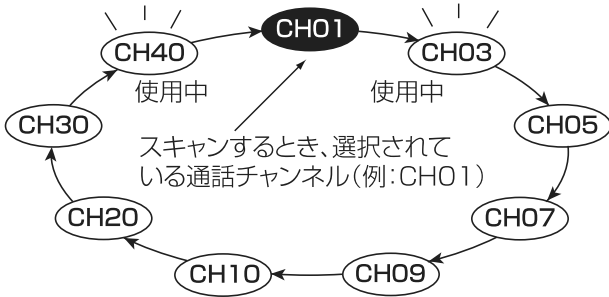 CH01
CH40
CH03
使用中
使用中
CH30
CH05
スキャンするとき、選択されて
いる通話チャンネル(例:CH01)
CH20
CH07
CH10
CH09